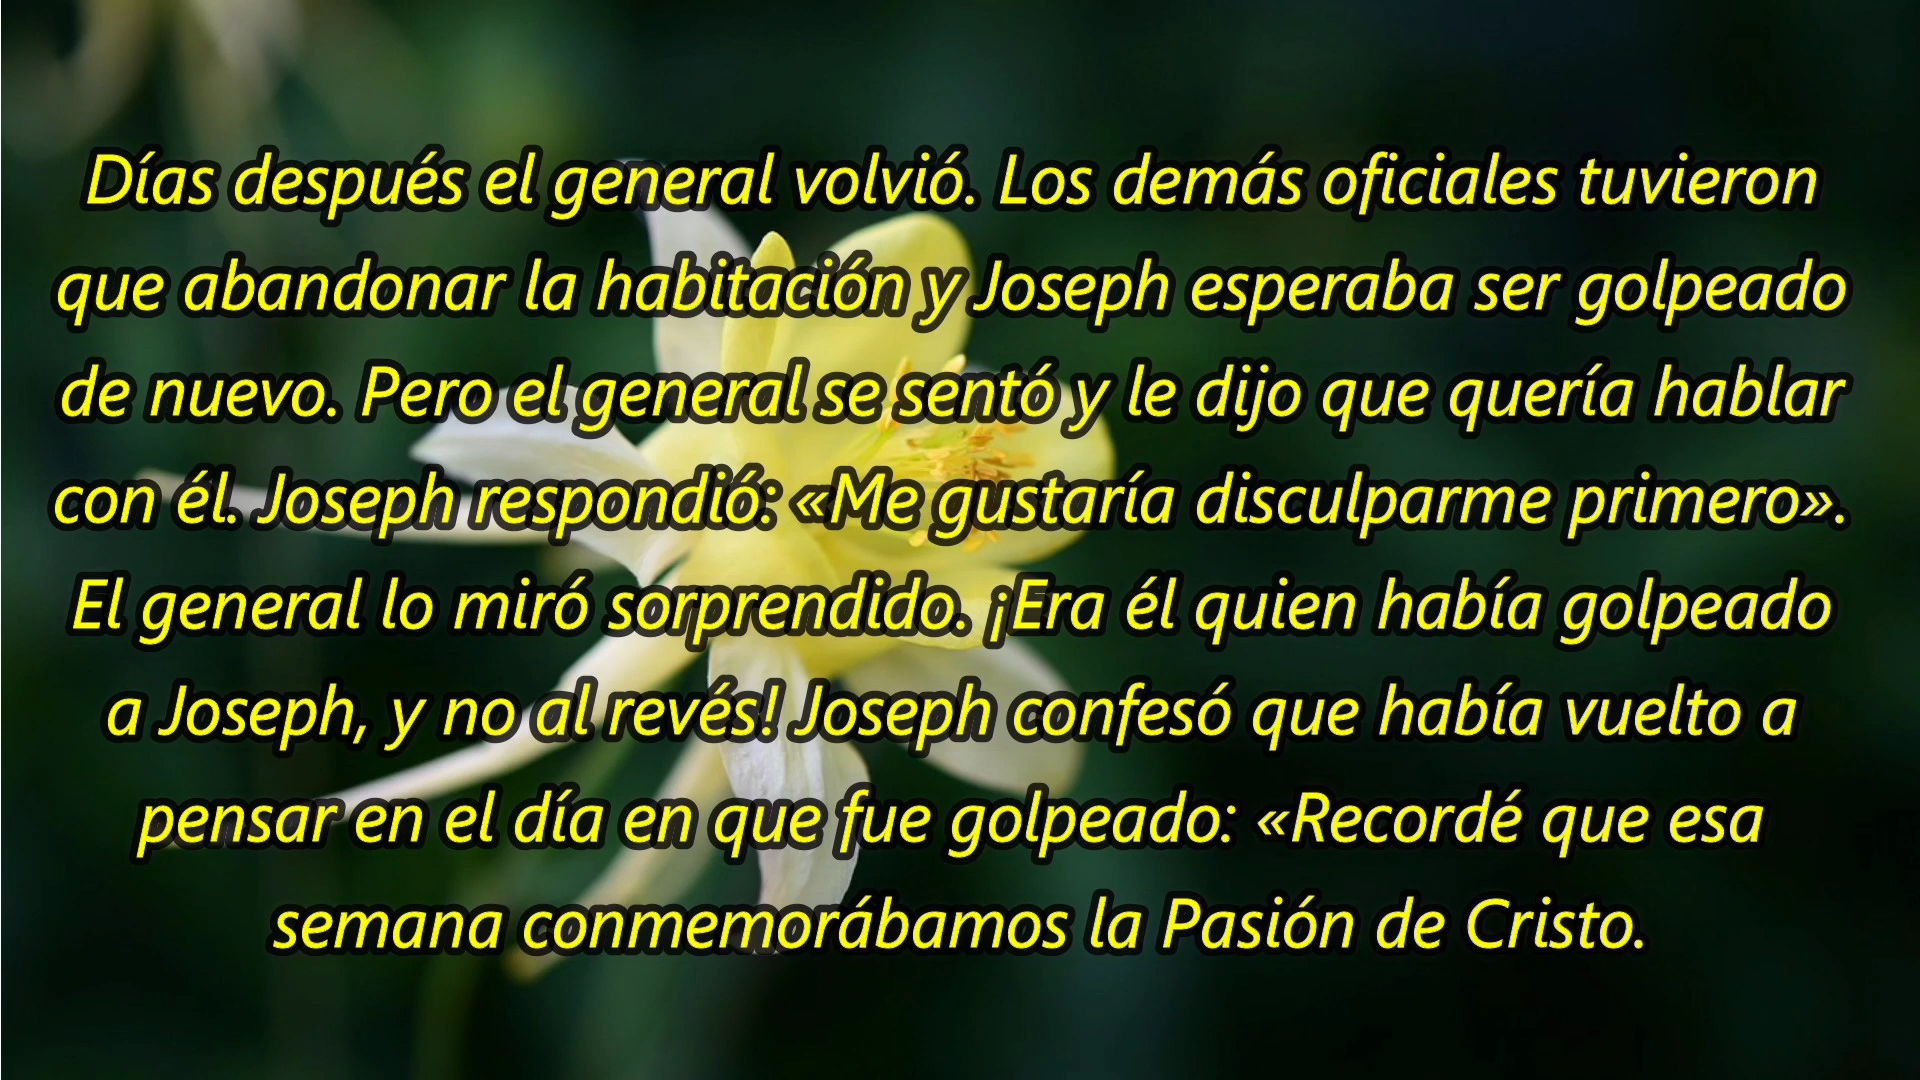 Días después el general volvió. Los demás oficiales tuvieron
que abandonar la habitación y Joseph esperaba ser golpeado
de nuevo. Pero el general se sentó y le dijo que quería hablar
con él. Joseph respondió: «Me gustaría disculparme primero».
El general lo miró sorprendido. ¡Era él quien había golpeado
a Joseph, y no al revés! Joseph confesó que había vuelto a
pensar en el día en que fue golpeado: «Recordé que esa
semana conmemorábamos la Pasión de Cristo.